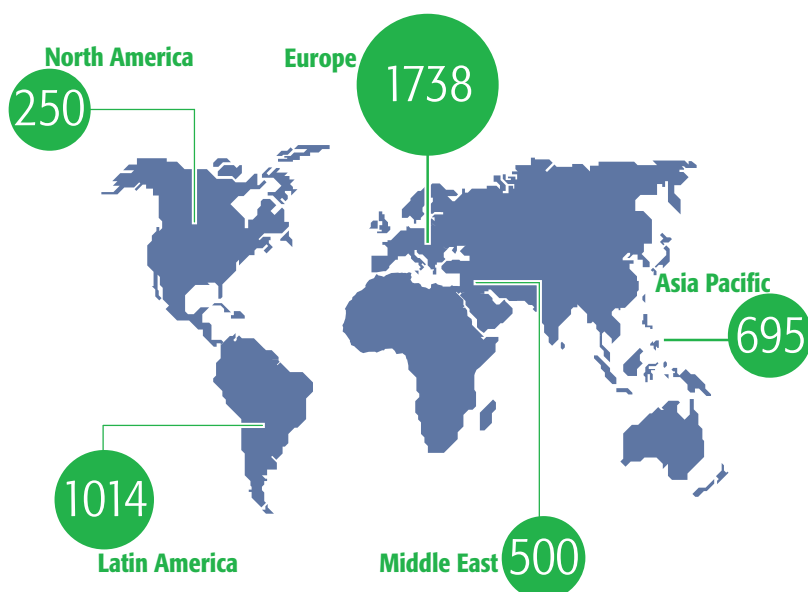 North America
250
Europe
1738
Asia Pacific
695
1014
Latin America
Middle East
500